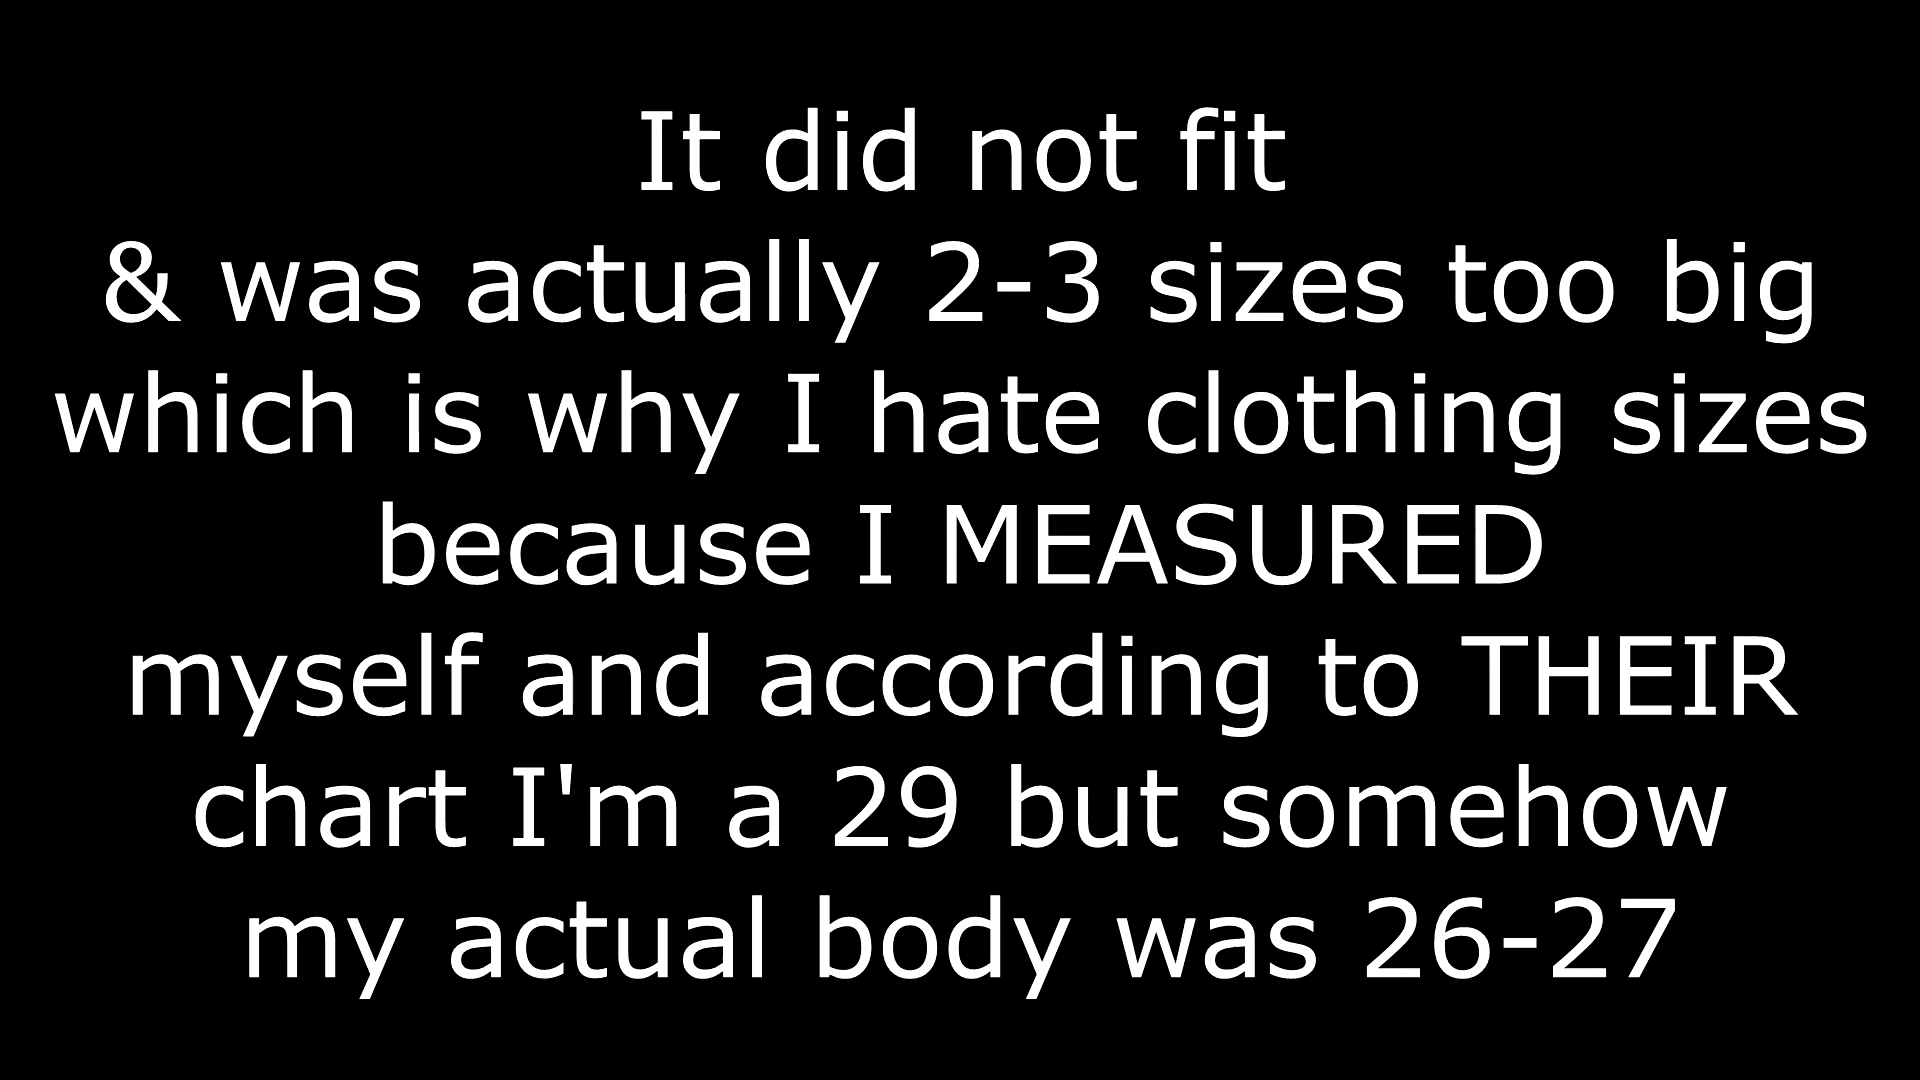 It did not fit
& was actually 2-3 sizes too big
which is why I hate clothing sizes
because I MEASURED
myself and according to THEIR
chart I'm a 29 but somehow
my actual body was 26-27